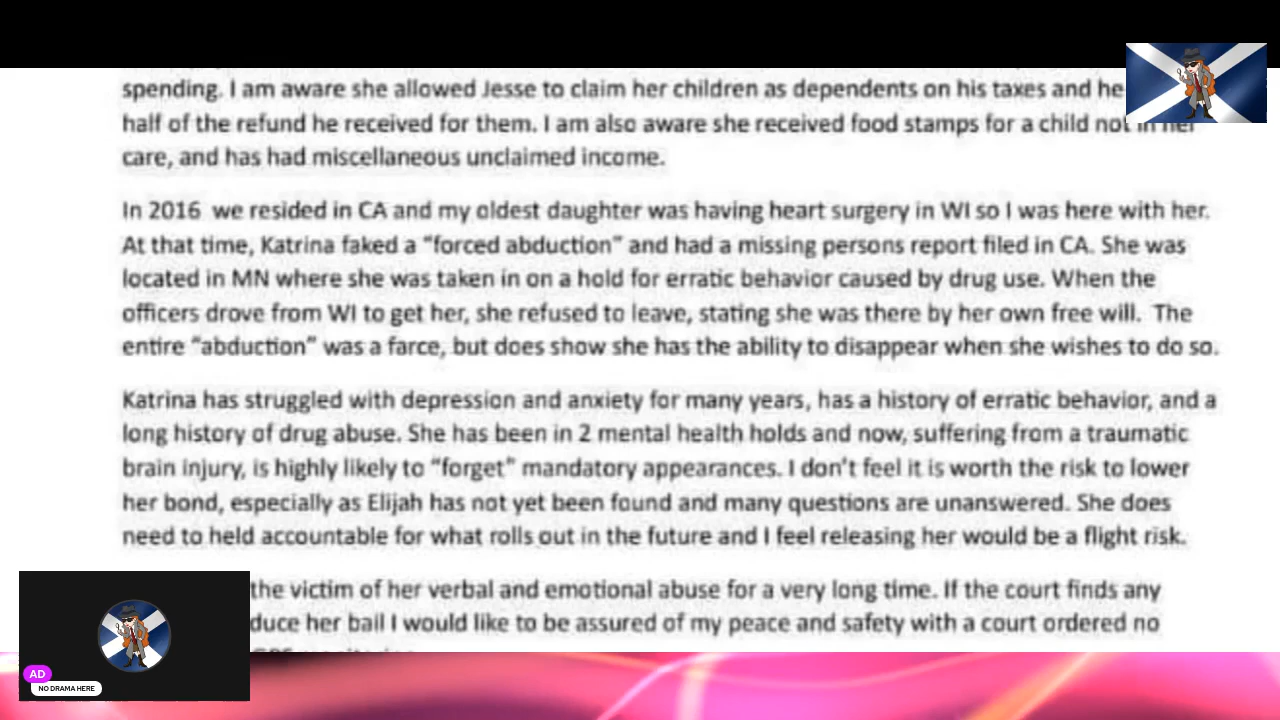 spending. I am aware she allowed Jesse to claim her children as dependents on his taxes and he
half of the refund he received for them. I am also aware she received food stamps for a child not in her
care, and has had miscellaneous unclaimed income.
In 2016 we resided in CA and my oldest daughter was having heart surgery in WI so I was here with her.
At that time, Katrina faked a “forced abduction” and had a missing persons report filed in CA. She was
located in MN where she was taken in on a hold for erratic behavior caused by drug use. When the
officers drove from WI to get her, she refused to leave, stating she was there by her own free will. The
entire “abduction” was a farce, but does show she has the ability to disappear when she wishes to do so.
Katrina has struggled with depression and anxiety for many years, has a history of erratic behavior, and a
long history of drug abuse. She has been in 2 mental health holds and now, suffering from a traumatic
brain injury, is highly likely to “forget” mandatory appearances. I don’t feel it is worth the risk to lower
her bond, especially as Elijah has not yet been found and many questions are unanswered. She does
need to held accountable for what rolls out in the future and I feel releasing her would be a flight risk.
the victim of her verbal and emotional abuse for a very long time. If the court finds any
duce her bail I would like to be assured of my peace and safety with a court ordered no
AD
NO DRAMA HERE